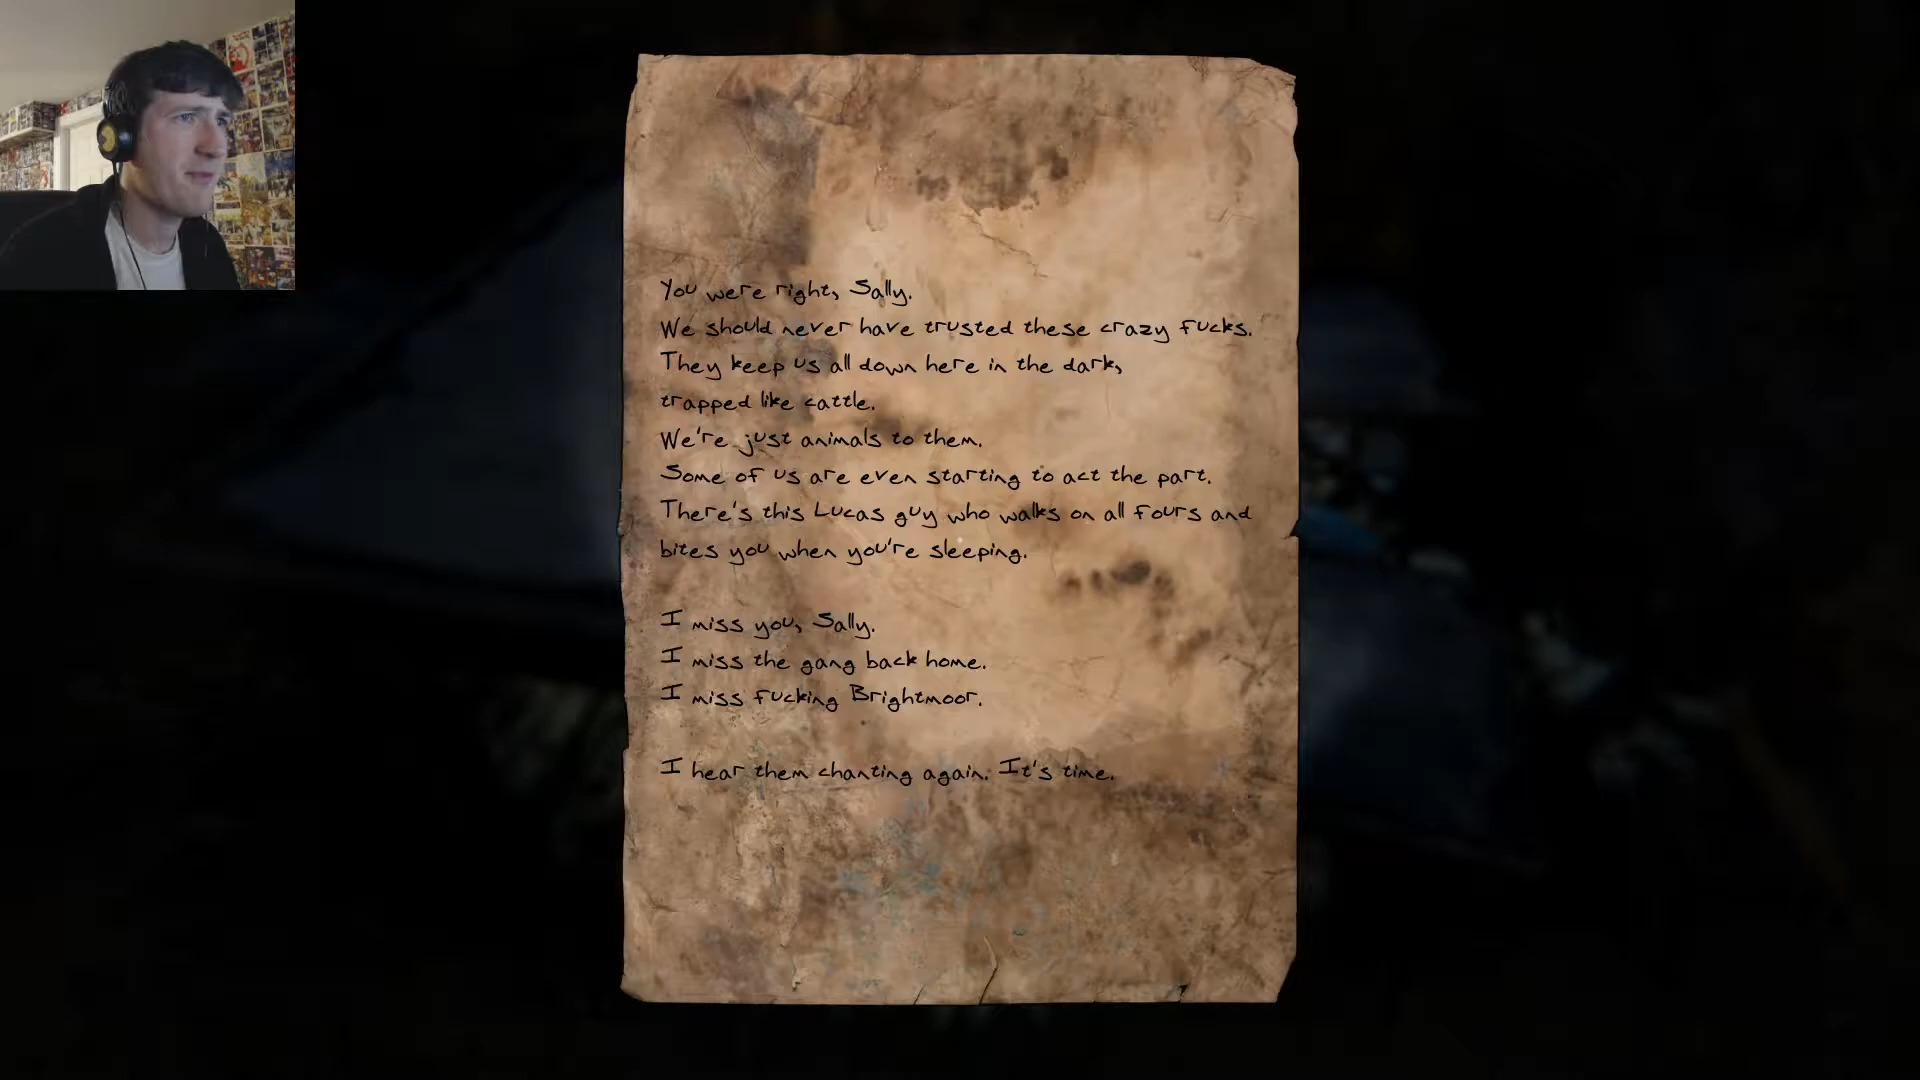 You were right, Sally.
We should never have trusted these crazy fucks.
They keep us all down here in the dark,
trapped like cattle.
We're just animals to them.
Some of us are even starting to act the part.
There's this Lucas guy who walks on all fours and
bites you when you're sleeping.
I miss you, Sally.
I miss the gang back home.
I miss fucking Brightmoor.
I hear them chanting again. It's time.